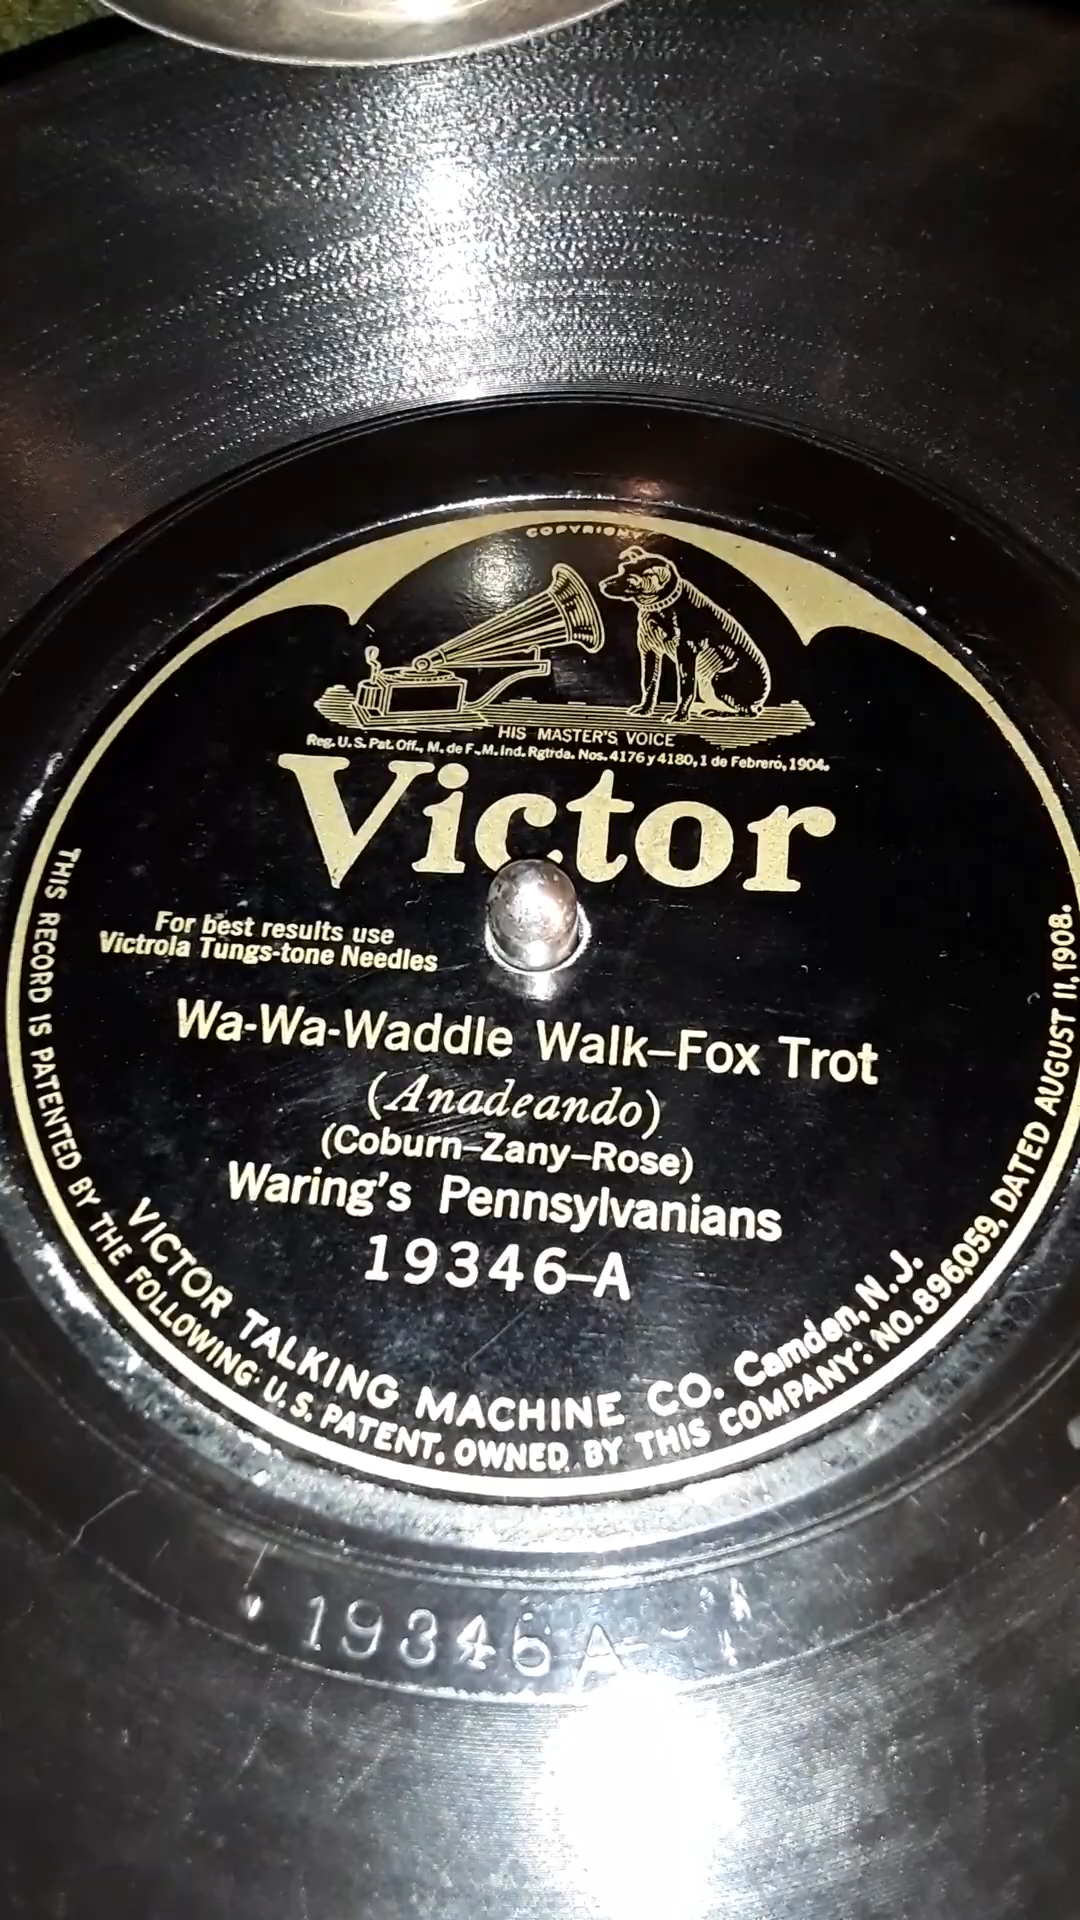 COPYRIGHT
HIS MASTER'S VOICE
Reg. U. S. Pat. Off., M. de F., M. Ind. Rgtrda. Nos. 4176 y 4180, 1 de Febrero, 1904.
Victor
For best results use
Victrola Tungs-tone Needles
Wa-Wa-Waddle Walk–Fox Trot
(Anadeando)
(Coburn–Zany–Rose)
Waring's Pennsylvanians
19346–A
VICTOR TALKING MACHINE CO. Camden, N. J.
THIS RECORD IS PATENTED BY THE FOLLOWING U. S. PATENT, OWNED BY THIS COMPANY: NO. 896,059, DATED AUGUST 11, 1908.
19346 A